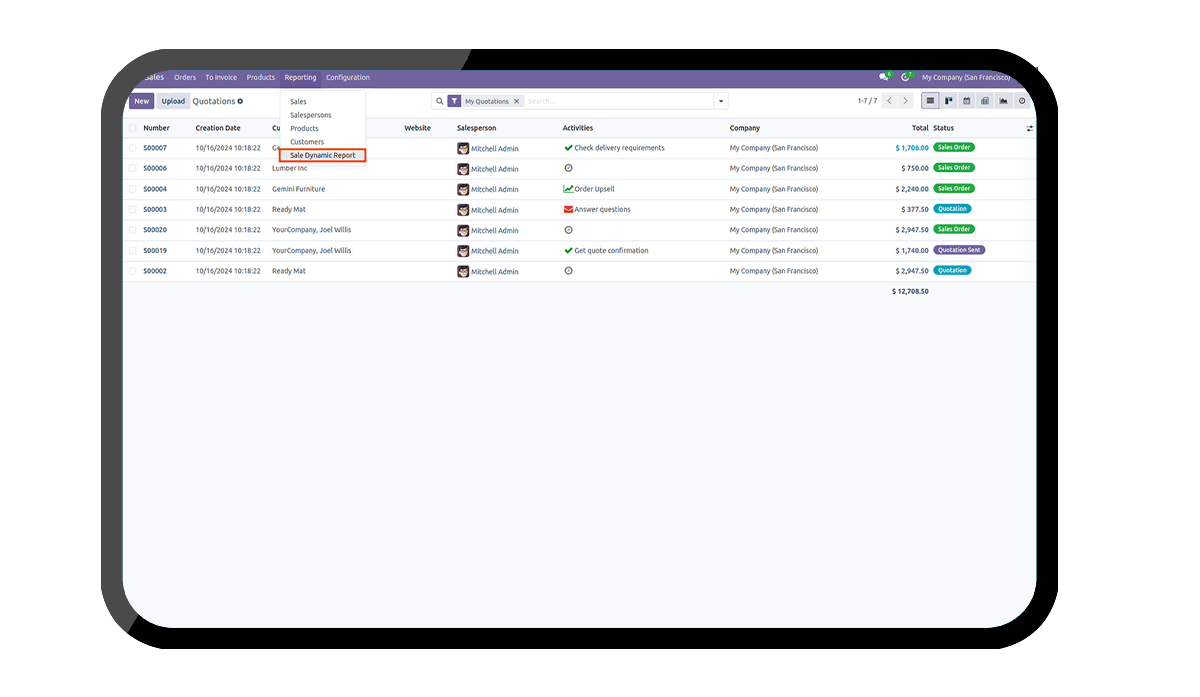 Sales Orders To Invoice Products Reporting Configuration 6 7 My Company (San Francisco)
New Upload Quotations My Quotations × Search... 1-7 / 7
Sales
Salespersons
Products
Customers
Sale Dynamic Report
Number Creation Date Cu Website Salesperson Activities Company Total Status
S00007 10/16/2024 10:18:22 Ge Mitchell Admin Check delivery requirements My Company (San Francisco) $ 1,706.00 Sales Order
S00006 10/16/2024 10:18:22 Lumber Inc Mitchell Admin My Company (San Francisco) $ 750.00 Sales Order
S00004 10/16/2024 10:18:22 Gemini Furniture Mitchell Admin Order Upsell My Company (San Francisco) $ 2,240.00 Sales Order
S00003 10/16/2024 10:18:22 Ready Mat Mitchell Admin Answer questions My Company (San Francisco) $ 377.50 Quotation
S00020 10/16/2024 10:18:22 YourCompany, Joel Willis Mitchell Admin My Company (San Francisco) $ 2,947.50 Sales Order
S00019 10/16/2024 10:18:22 YourCompany, Joel Willis Mitchell Admin Get quote confirmation My Company (San Francisco) $ 1,740.00 Quotation Sent
S00002 10/16/2024 10:18:22 Ready Mat Mitchell Admin My Company (San Francisco) $ 2,947.50 Quotation
$ 12,708.50